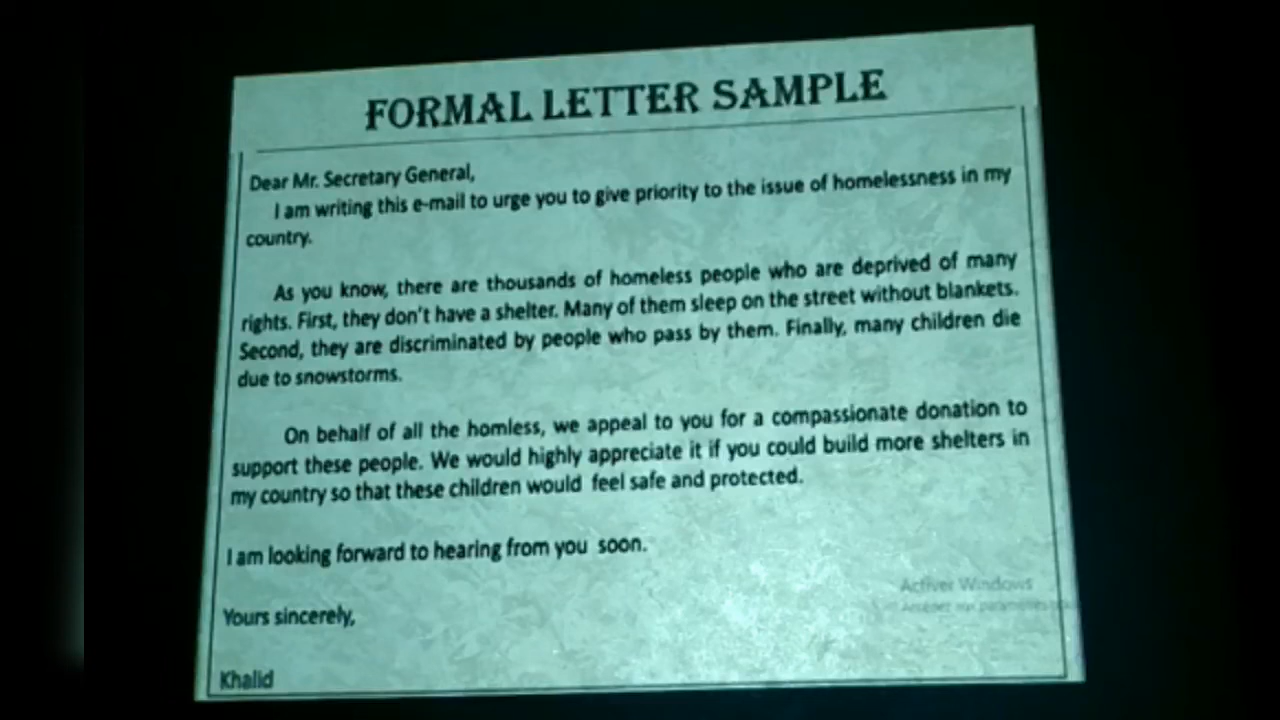 FORMAL LETTER SAMPLE
Dear Mr. Secretary General,
I am writing this e-mail to urge you to give priority to the issue of homelessness in my
country.
As you know, there are thousands of homeless people who are deprived of many
rights. First, they don't have a shelter. Many of them sleep on the street without blankets.
Second, they are discriminated by people who pass by them. Finally, many children die
due to snowstorms.
On behalf of all the homless, we appeal to you for a compassionate donation to
support these people. We would highly appreciate it if you could build more shelters in
my country so that these children would feel safe and protected.
I am looking forward to hearing from you soon.
Activer Windows
Yours sincerely,
Khalid